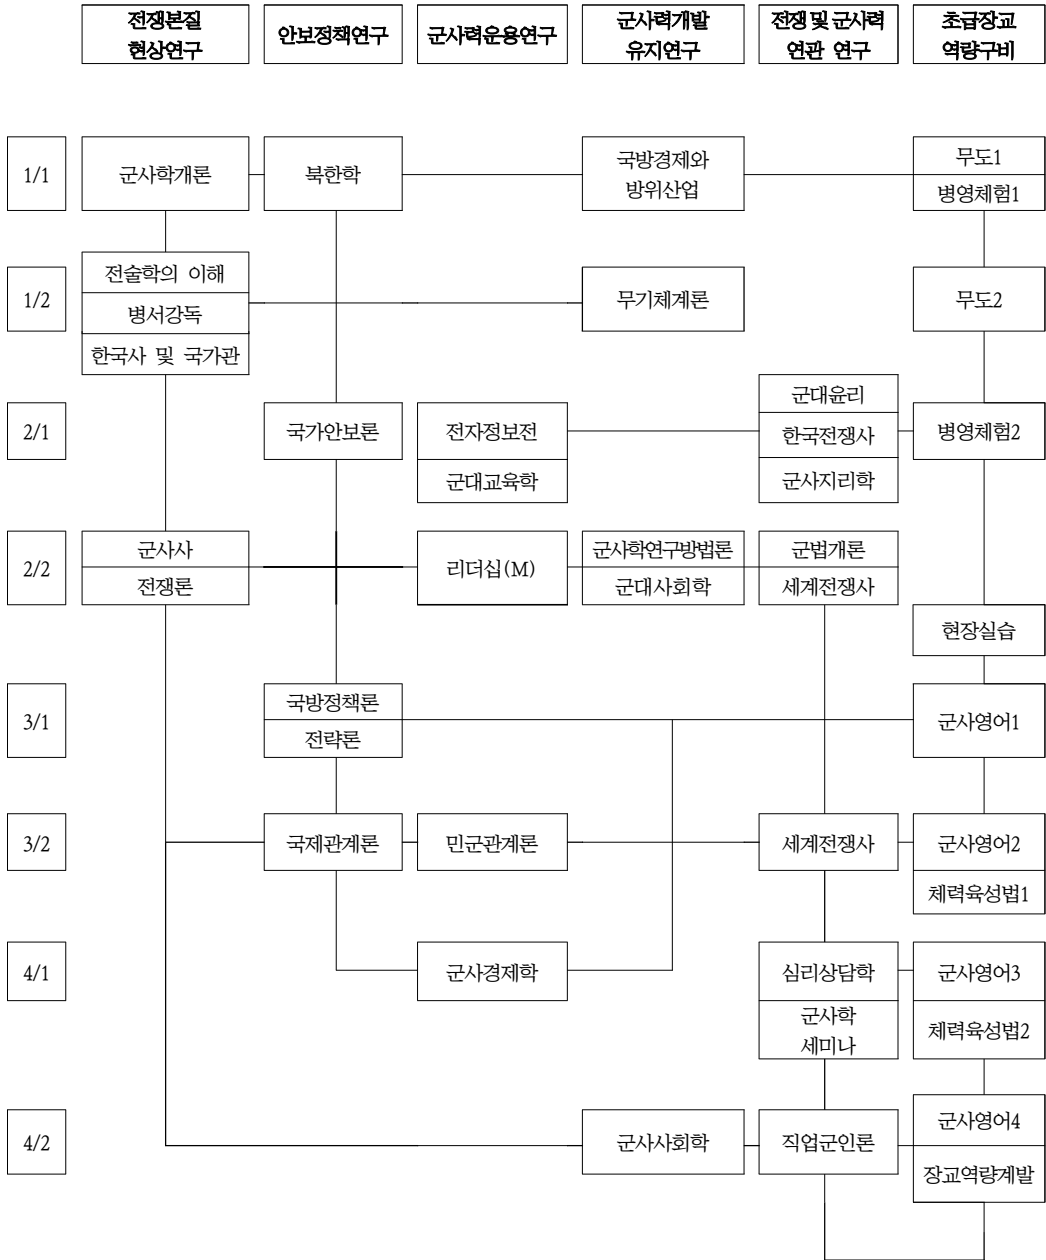 전쟁본질
현상연구
안보정책연구
군사력운용연구
군사력개발
유지연구
전쟁 및 군사력
연관 연구
초급장교
역량구비
1/1
군사학개론
북한학
국방경제와
방위산업
무도1
병영체험1
1/2
전술학의 이해
병서강독
한국사 및 국가관
무기체계론
무도2
2/1
국가안보론
전자정보전
군대교육학
군대윤리
한국전쟁사
군사지리학
병영체험2
2/2
군사사
전쟁론
리더십(M)
군사학연구방법론
군대사회학
군법개론
세계전쟁사
현장실습
3/1
국방정책론
전략론
군사영어1
3/2
국제관계론
민군관계론
세계전쟁사
군사영어2
체력육성법1
4/1
군사경제학
심리상담학
군사학
세미나
군사영어3
체력육성법2
4/2
군사사회학
직업군인론
군사영어4
장교역량계발